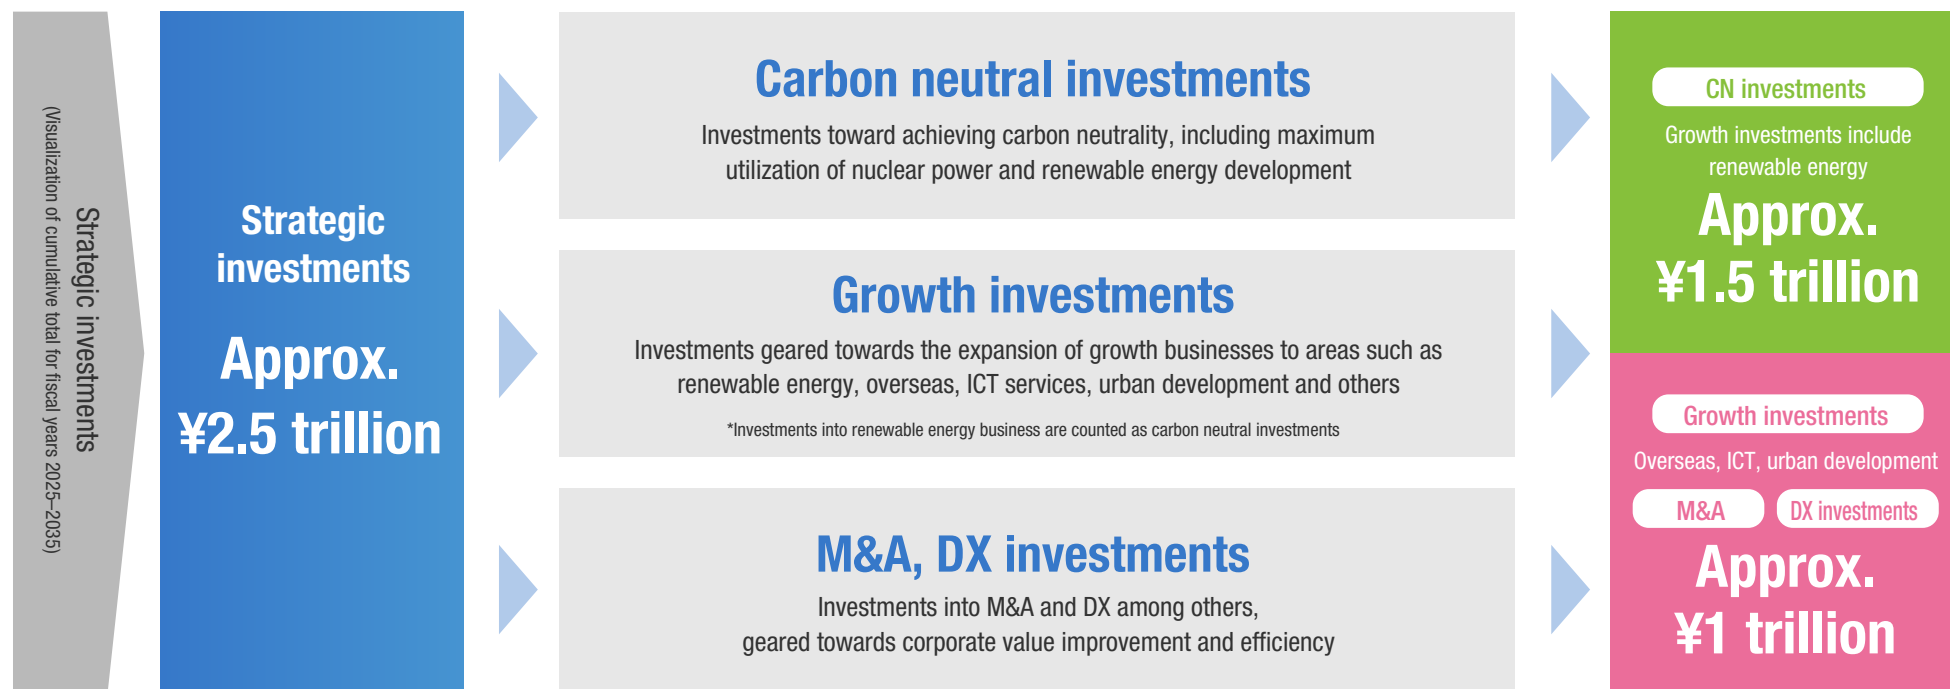 Strategic investments
(Visualization of cumulative total for fiscal years 2025–2035)
Strategic
investments
Approx.
¥2.5 trillion
Carbon neutral investments
Investments toward achieving carbon neutrality, including maximum
utilization of nuclear power and renewable energy development
Growth investments
Investments geared towards the expansion of growth businesses to areas such as
renewable energy, overseas, ICT services, urban development and others
*Investments into renewable energy business are counted as carbon neutral investments
M&A, DX investments
Investments into M&A and DX among others,
geared towards corporate value improvement and efficiency
CN investments
Growth investments include
renewable energy
Approx.
¥1.5 trillion
Growth investments
Overseas, ICT, urban development
M&A
DX investments
Approx.
¥1 trillion